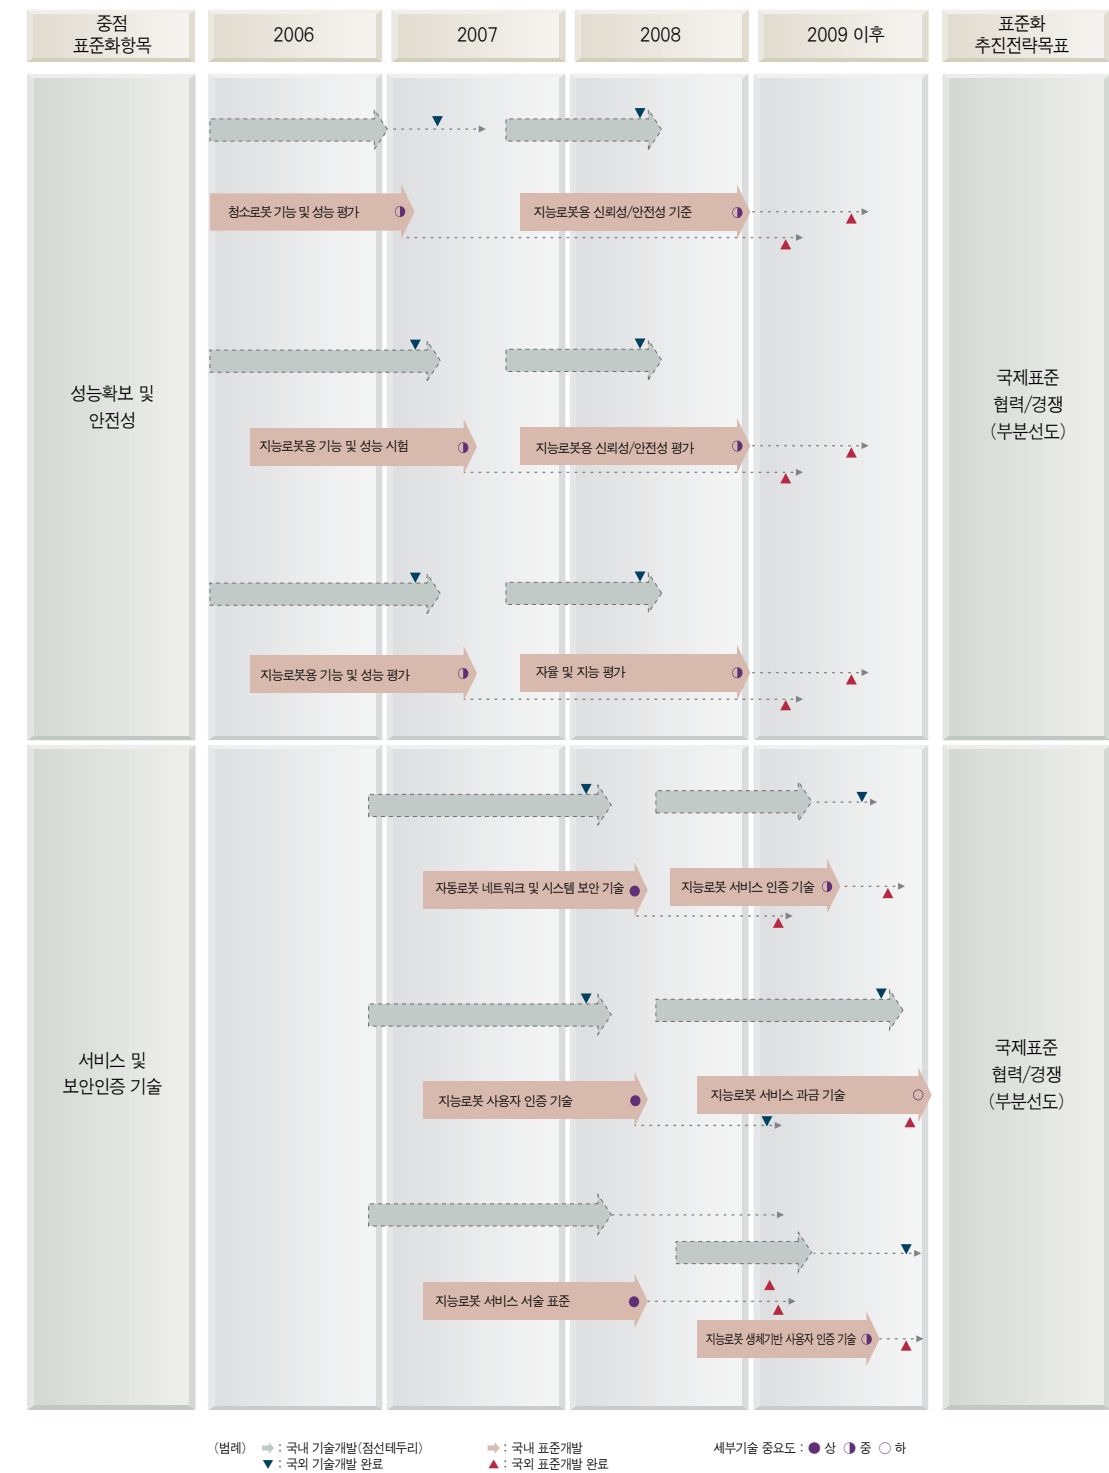 중점
표준화항목
2006
2007
2008
2009 이후
표준화
추진전략목표
청소로봇 기능 및 성능 평가
지능로봇용 신뢰성/안전성 기준
성능확보 및
안전성
국제표준
협력/경쟁
(부분선도)
지능로봇용 기능 및 성능 시험
지능로봇용 신뢰성/안전성 평가
지능로봇용 기능 및 성능 평가
자율 및 지능 평가
자동로봇 네트워크 및 시스템 보안 기술
지능로봇 서비스 인증 기술
서비스 및
보안인증 기술
국제표준
협력/경쟁
(부분선도)
지능로봇 사용자 인증 기술
지능로봇 서비스 과금 기술
지능로봇 서비스 서술 표준
지능로봇 생체기반 사용자 인증 기술
(범례) : 국내 기술개발(점선테두리) : 국내 표준개발 세부기술 중요도 : 상 중 하
: 국외 기술개발 완료 : 국외 표준개발 완료